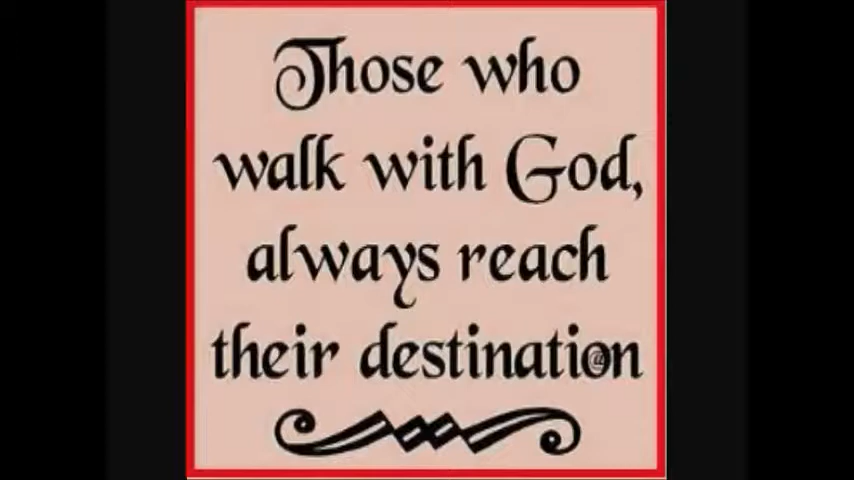 Those who
walk with God,
always reach
their destination